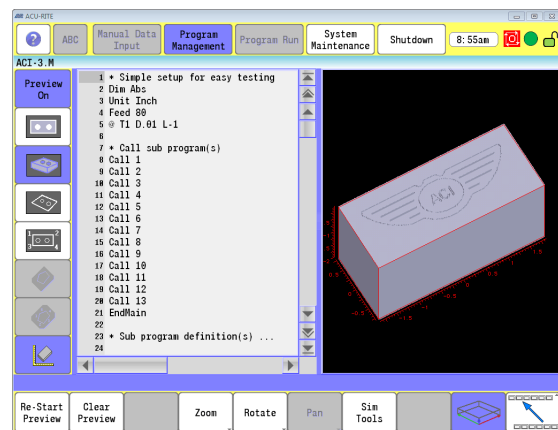 ACU-RITE
?
ABC
Manual Data Input
Program Management
Program Run
System Maintenance
Shutdown
8:55am
ACI-3.M
Preview On
1 * Simple setup for easy testing
2 Dim Abs
3 Unit Inch
4 Feed 80
5 @ T1 D.01 L-1
6
7 * Call sub program(s)
8 Call 1
9 Call 2
10 Call 3
11 Call 4
12 Call 5
13 Call 6
14 Call 7
15 Call 8
16 Call 9
17 Call 10
18 Call 11
19 Call 12
20 Call 13
21 EndMain
22
23 * Sub program definition(s) ...
24
1 2
3 4
ACI
Re-Start Preview
Clear Preview
Zoom
Rotate
Pan
Sim Tools